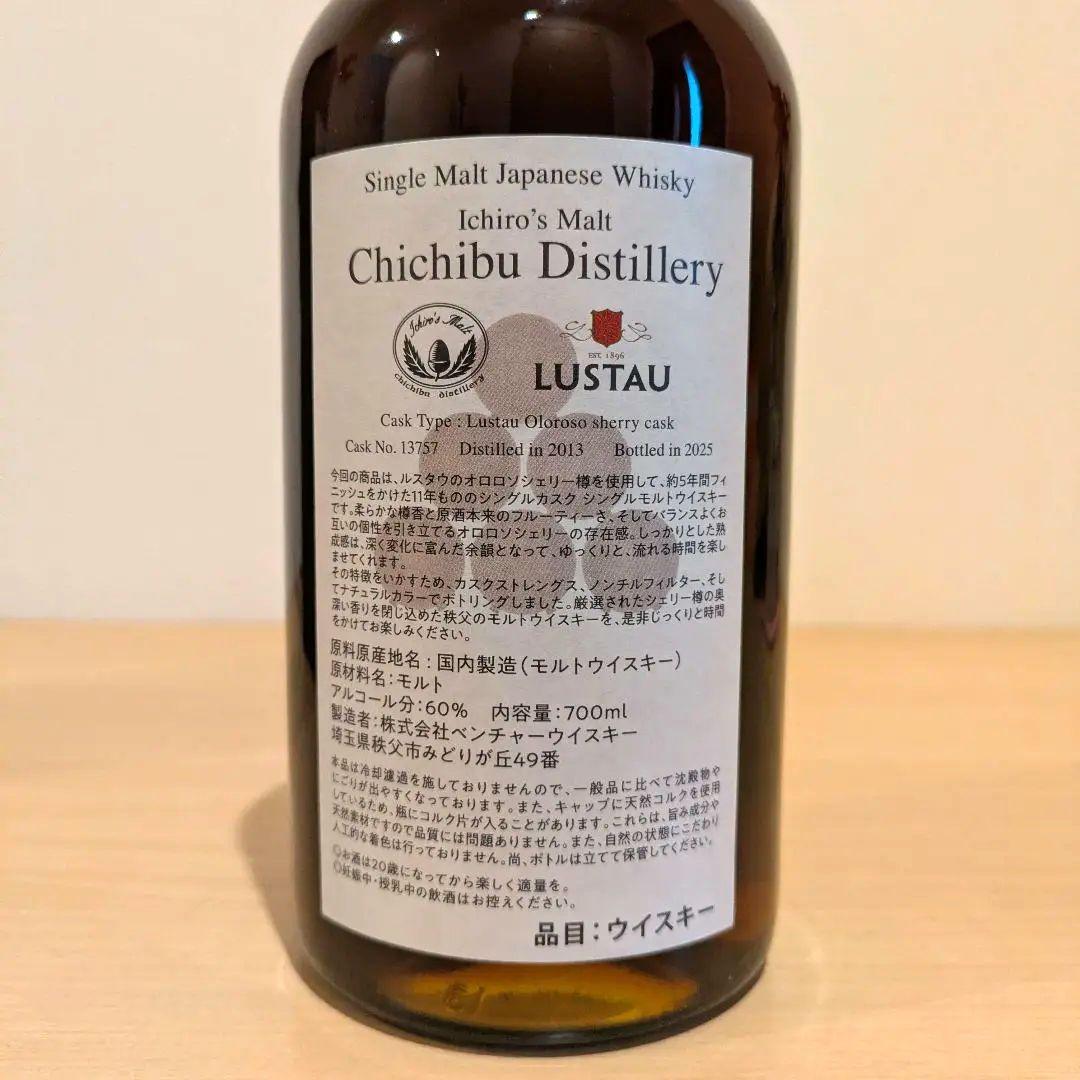 Single Malt Japanese Whisky
Ichiro's Malt
Chichibu Distillery
Ichiro's Malt
chichibu distillery
EST. 1896
LUSTAU
Cask Type : Lustau Oloroso sherry cask
Cask No. 13757 Distilled in 2013 Bottled in 2025
今回の商品は、ルスタウのオロロソシェリー樽を使用して、約5年間フィ
ニッシュをかけた11年もののシングルカスク シングルモルトウイスキー
です。柔らかな樽香と原酒本来のフルーティーさ、そしてバランスよくお
互いの個性を引き立てるオロロソシェリーの存在感。しっかりとした熟
成感は、深く変化に富んだ余韻となって、ゆっくりと、流れる時間を楽し
ませてくれます。
その特徴をいかすため、カスクストレングス、ノンチルフィルター、そし
てナチュラルカラーでボトリングしました。厳選されたシェリー樽の奥
深い香りを閉じ込めた秩父のモルトウイスキーを、是非じっくりと時間
をかけてお楽しみください。
原料原産地名：国内製造（モルトウイスキー）
原材料名：モルト
アルコール分：60% 内容量：700ml
製造者：株式会社ベンチャーウイスキー
埼玉県秩父市みどりが丘49番
本品は冷却濾過を施しておりませんので、一般品に比べて沈殿物や
にごりが出やすくなっております。また、キャップに天然コルクを使用
しているため、瓶にコルク片が入ることがあります。これらは、旨み成分や
天然素材ですので品質には問題ありません。また、自然の状態にこだわり
人工的な着色は行っておりません。尚、ボトルは立てて保管してください。
◎お酒は20歳になってから楽しく適量を。
◎妊娠中・授乳中の飲酒はお控えください。
品目：ウイスキー